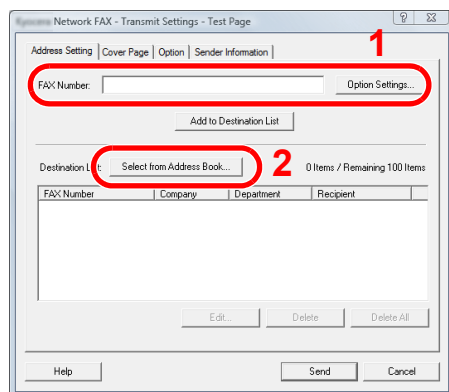 Network FAX - Transmit Settings - Test Page
Address Setting Cover Page Option Sender Information
1
FAX Number: Option Settings...
Add to Destination List
Destination List: Select from Address Book... 2 0 Items / Remaining 100 Items
FAX Number Company Department Recipient
Edit... Delete Delete All
Help Send Cancel